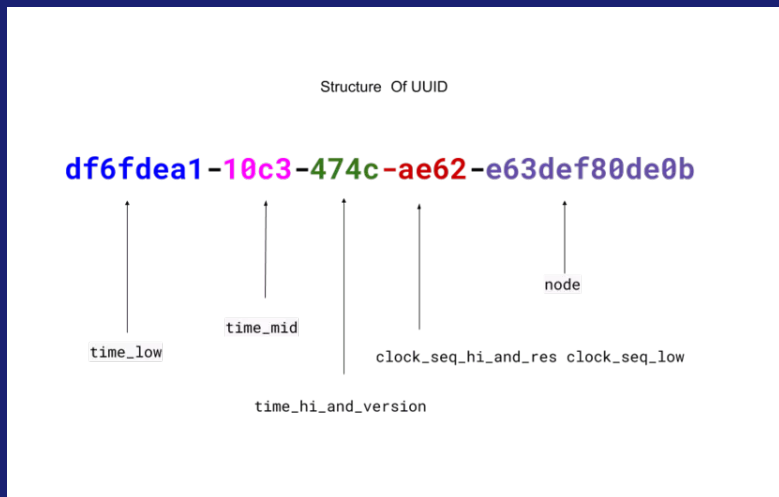 Structure Of UUID
df6fdea1-10c3-474c-ae62-e63def80de0b
node
time_mid
time_low
clock_seq_hi_and_res clock_seq_low
time_hi_and_version